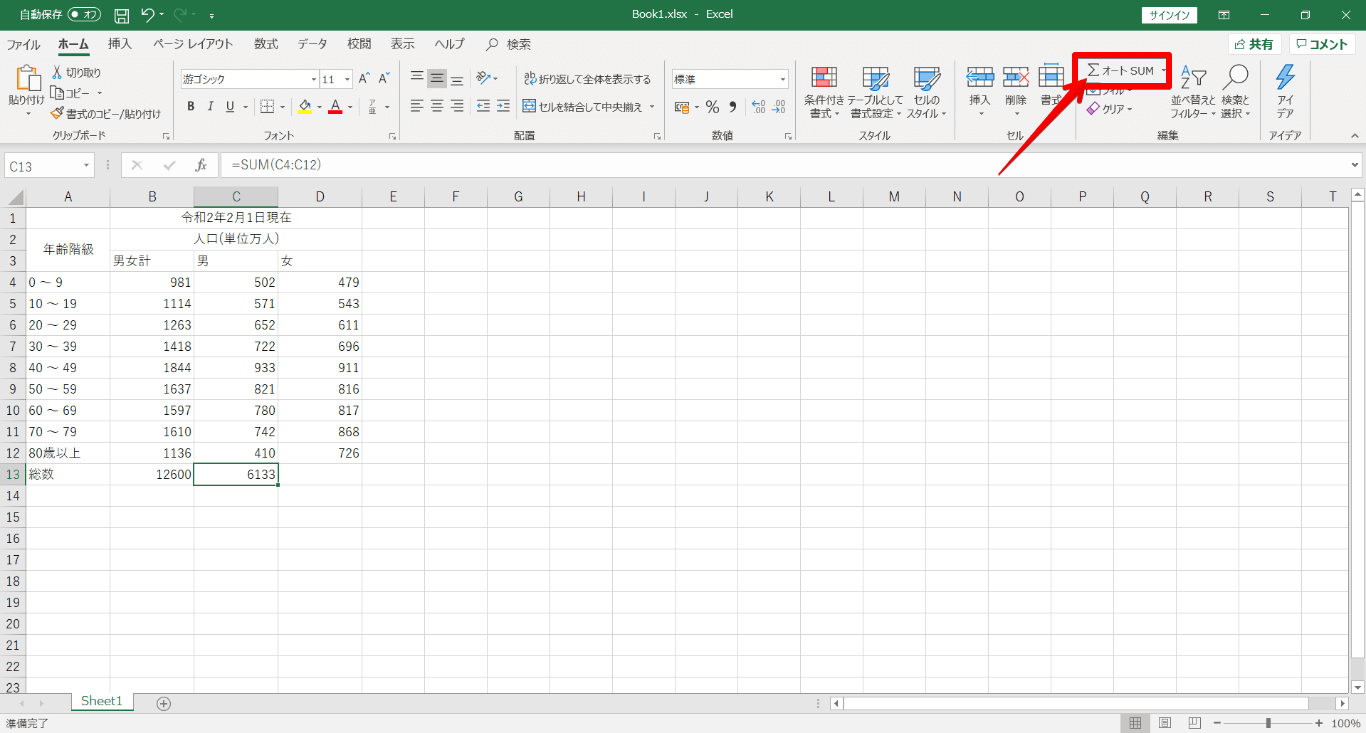 自動保存 オフ Book1.xlsx - Excel サインイン
ファイル ホーム 挿入 ページ レイアウト 数式 データ 校閲 表示 ヘルプ 検索 共有 コメント
貼り付け 切り取り コピー 書式のコピー/貼り付け クリップボード
游ゴシック 11 A A B I U A フォント
ab 折り返して全体を表示する セルを結合して中央揃え 配置
標準 % 数値
条件付き書式 テーブルとして書式設定 セルのスタイル スタイル
挿入 削除 書式 セル
Σ オート SUM クリア 並べ替えとフィルター 検索と選択 編集
アイデア アイデア
C13 fx =SUM(C4:C12)
A B C D E F G H I J K L M N O P Q R S T
1 令和2年2月1日現在
2 年齢階級 人口(単位万人)
3 男女計 男 女
4 0 ~ 9 981 502 479
5 10 ~ 19 1114 571 543
6 20 ~ 29 1263 652 611
7 30 ~ 39 1418 722 696
8 40 ~ 49 1844 933 911
9 50 ~ 59 1637 821 816
10 60 ~ 69 1597 780 817
11 70 ~ 79 1610 742 868
12 80歳以上 1136 410 726
13 総数 12600 6133
14
15
16
17
18
19
20
21
22
23
Sheet1
準備完了 100%